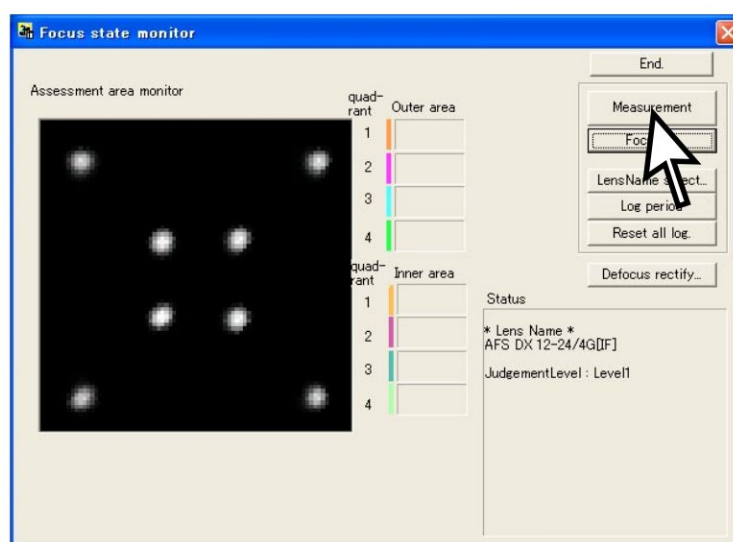 Focus state monitor
End.
Assessment area monitor
quad-
rant
Outer area
1
2
3
4
quad-
rant
Inner area
1
2
3
4
Measurement
LensName
Log period
Reset all log.
Defocus rectify...
Status
* Lens Name *
AFS DX 12-24/4G[IF]
JudgementLevel : Level1